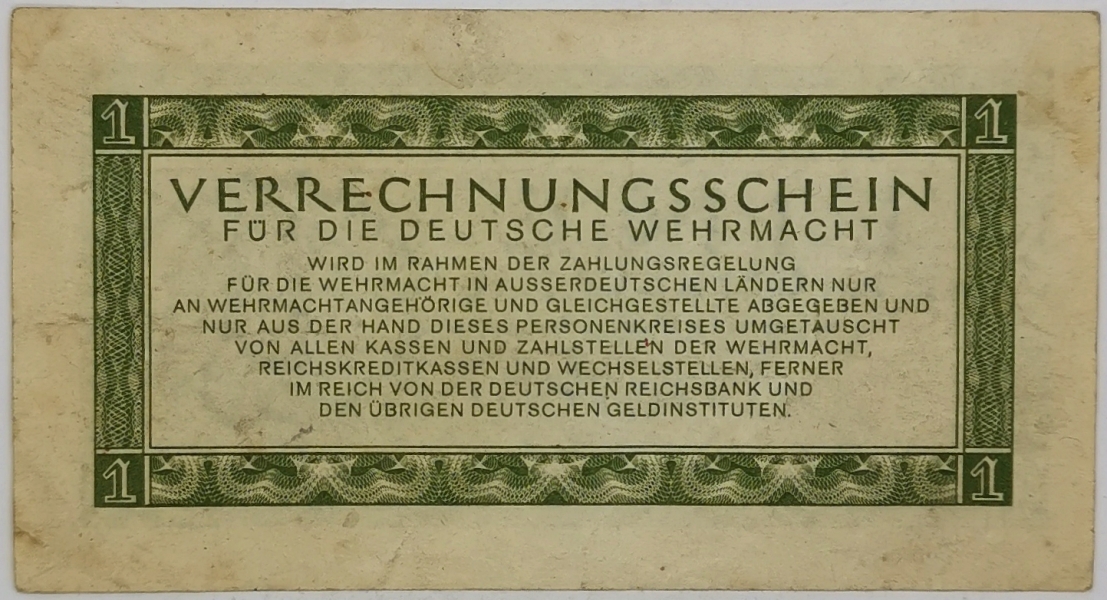 1 1
VERRECHNUNGSSCHEIN
FÜR DIE DEUTSCHE WEHRMACHT
WIRD IM RAHMEN DER ZAHLUNGSREGELUNG
FÜR DIE WEHRMACHT IN AUSSERDEUTSCHEN LÄNDERN NUR
AN WEHRMACHTANGEHÖRIGE UND GLEICHGESTELLTE ABGEGEBEN UND
NUR AUS DER HAND DIESES PERSONENKREISES UMGETAUSCHT
VON ALLEN KASSEN UND ZAHLSTELLEN DER WEHRMACHT,
REICHSKREDITKASSEN UND WECHSELSTELLEN, FERNER
IM REICH VON DER DEUTSCHEN REICHSBANK UND
DEN ÜBRIGEN DEUTSCHEN GELDINSTITUTEN.
1 1